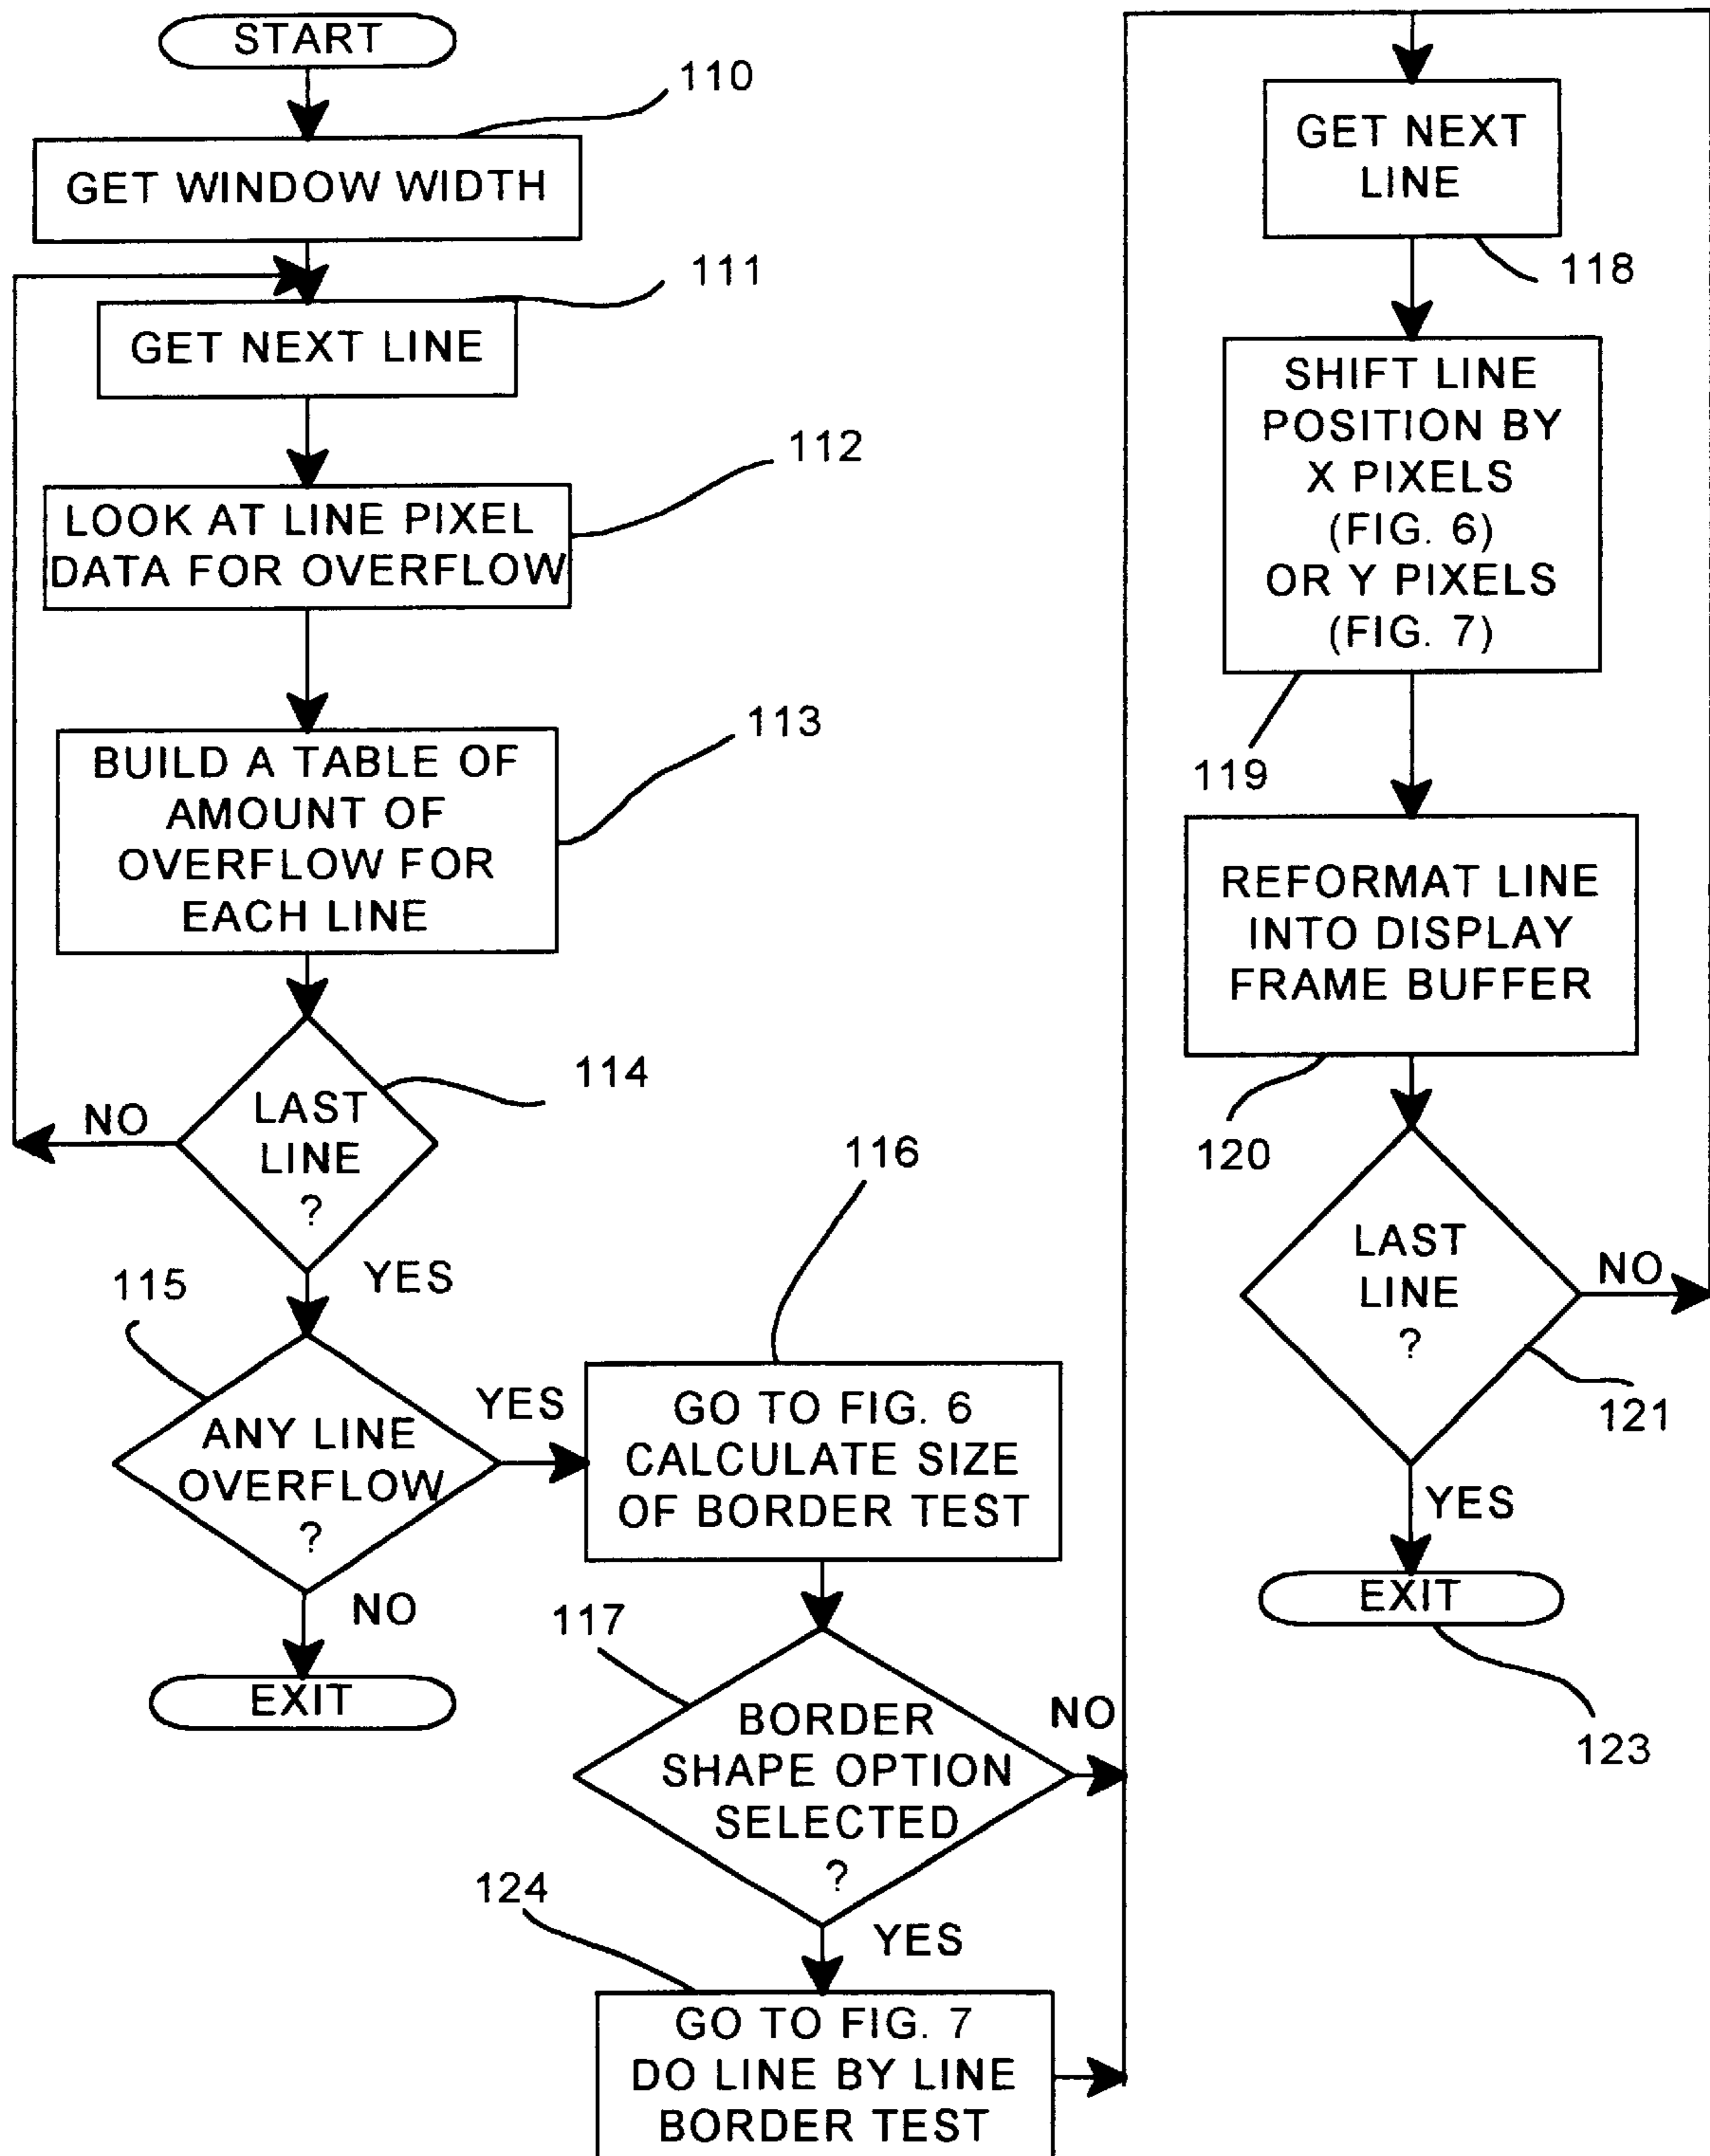 START
110
GET WINDOW WIDTH
111
GET NEXT LINE
112
LOOK AT LINE PIXEL
DATA FOR OVERFLOW
113
BUILD A TABLE OF
AMOUNT OF
OVERFLOW FOR
EACH LINE
114
LAST
LINE
?
NO
YES
115
ANY LINE
OVERFLOW
?
YES
NO
EXIT
116
GO TO FIG. 6
CALCULATE SIZE
OF BORDER TEST
117
BORDER
SHAPE OPTION
SELECTED
?
NO
YES
124
GO TO FIG. 7
DO LINE BY LINE
BORDER TEST
GET NEXT
LINE
118
SHIFT LINE
POSITION BY
X PIXELS
(FIG. 6)
OR Y PIXELS
(FIG. 7)
119
REFORMAT LINE
INTO DISPLAY
FRAME BUFFER
120
LAST
LINE
?
NO
121
YES
EXIT
123